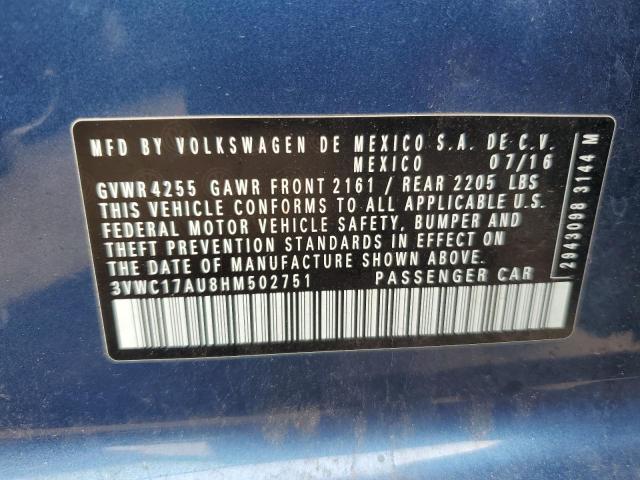 MFD BY VOLKSWAGEN DE MEXICO S.A. DE C.V.
MEXICO 07/16
GVWR 4255 GAWR FRONT 2161 / REAR 2205 LBS
THIS VEHICLE CONFORMS TO ALL APPLICABLE U.S.
FEDERAL MOTOR VEHICLE SAFETY, BUMPER AND
THEFT PREVENTION STANDARDS IN EFFECT ON
THE DATE OF MANUFACTURE SHOWN ABOVE.
3VWC17AU8HM502751 PASSENGER CAR
2943098 3144 M